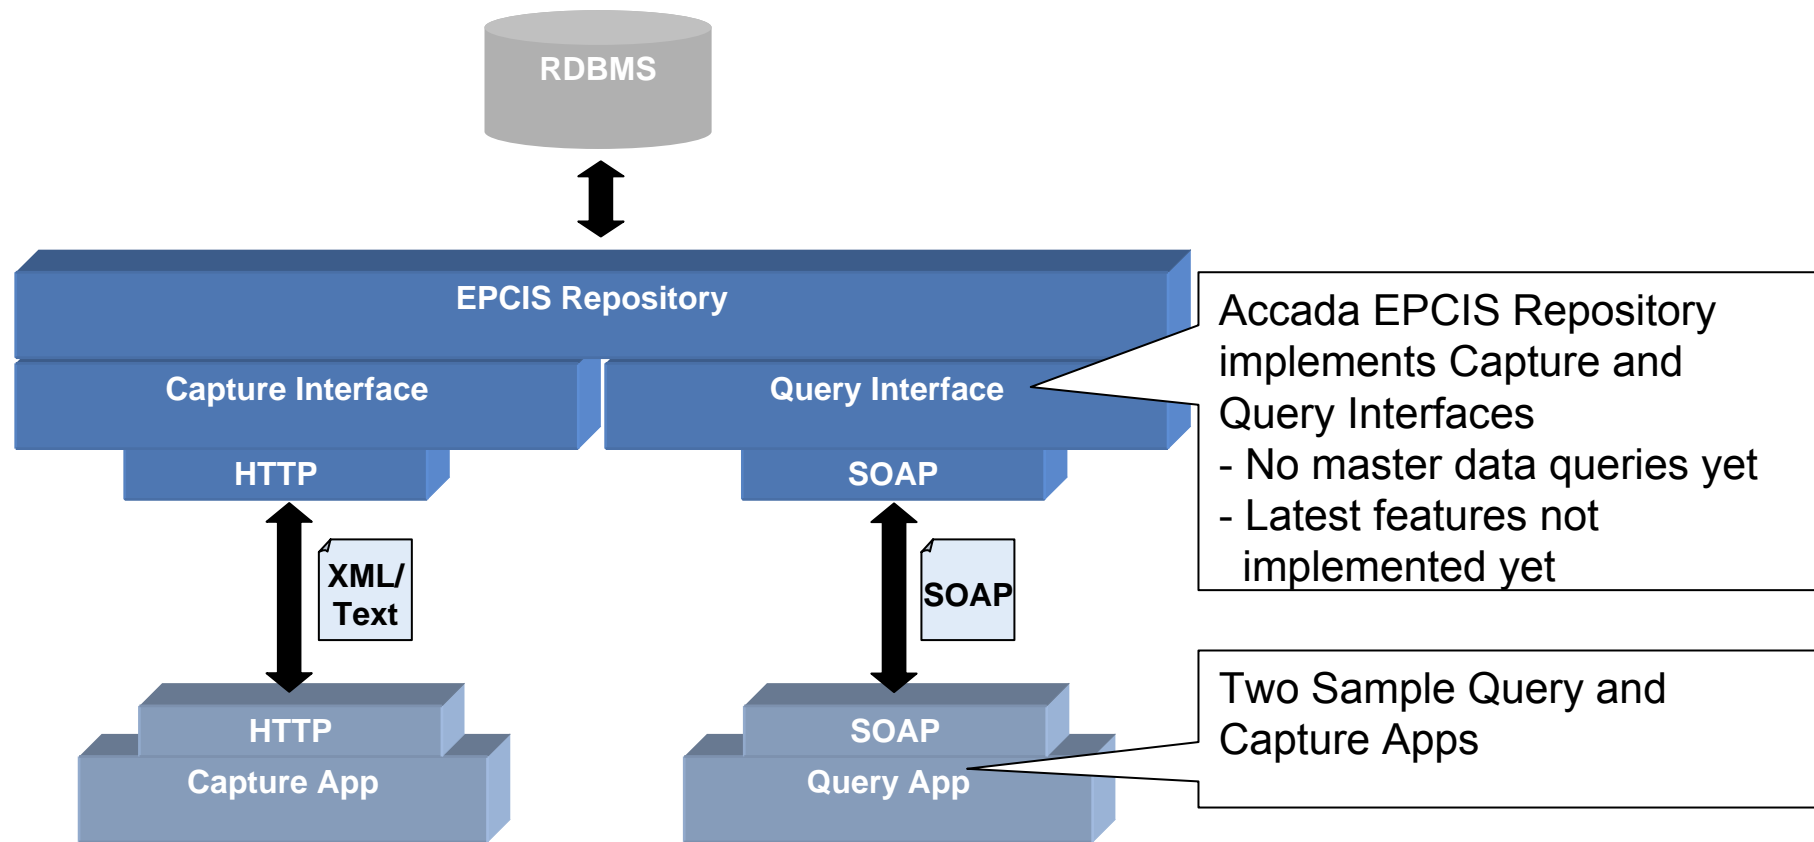 RDBMS
EPCIS Repository
Capture Interface
Query Interface
HTTP
SOAP
XML/
Text
SOAP
HTTP
SOAP
Capture App
Query App
Accada EPCIS Repository
implements Capture and
Query Interfaces
- No master data queries yet
- Latest features not
implemented yet
Two Sample Query and
Capture Apps